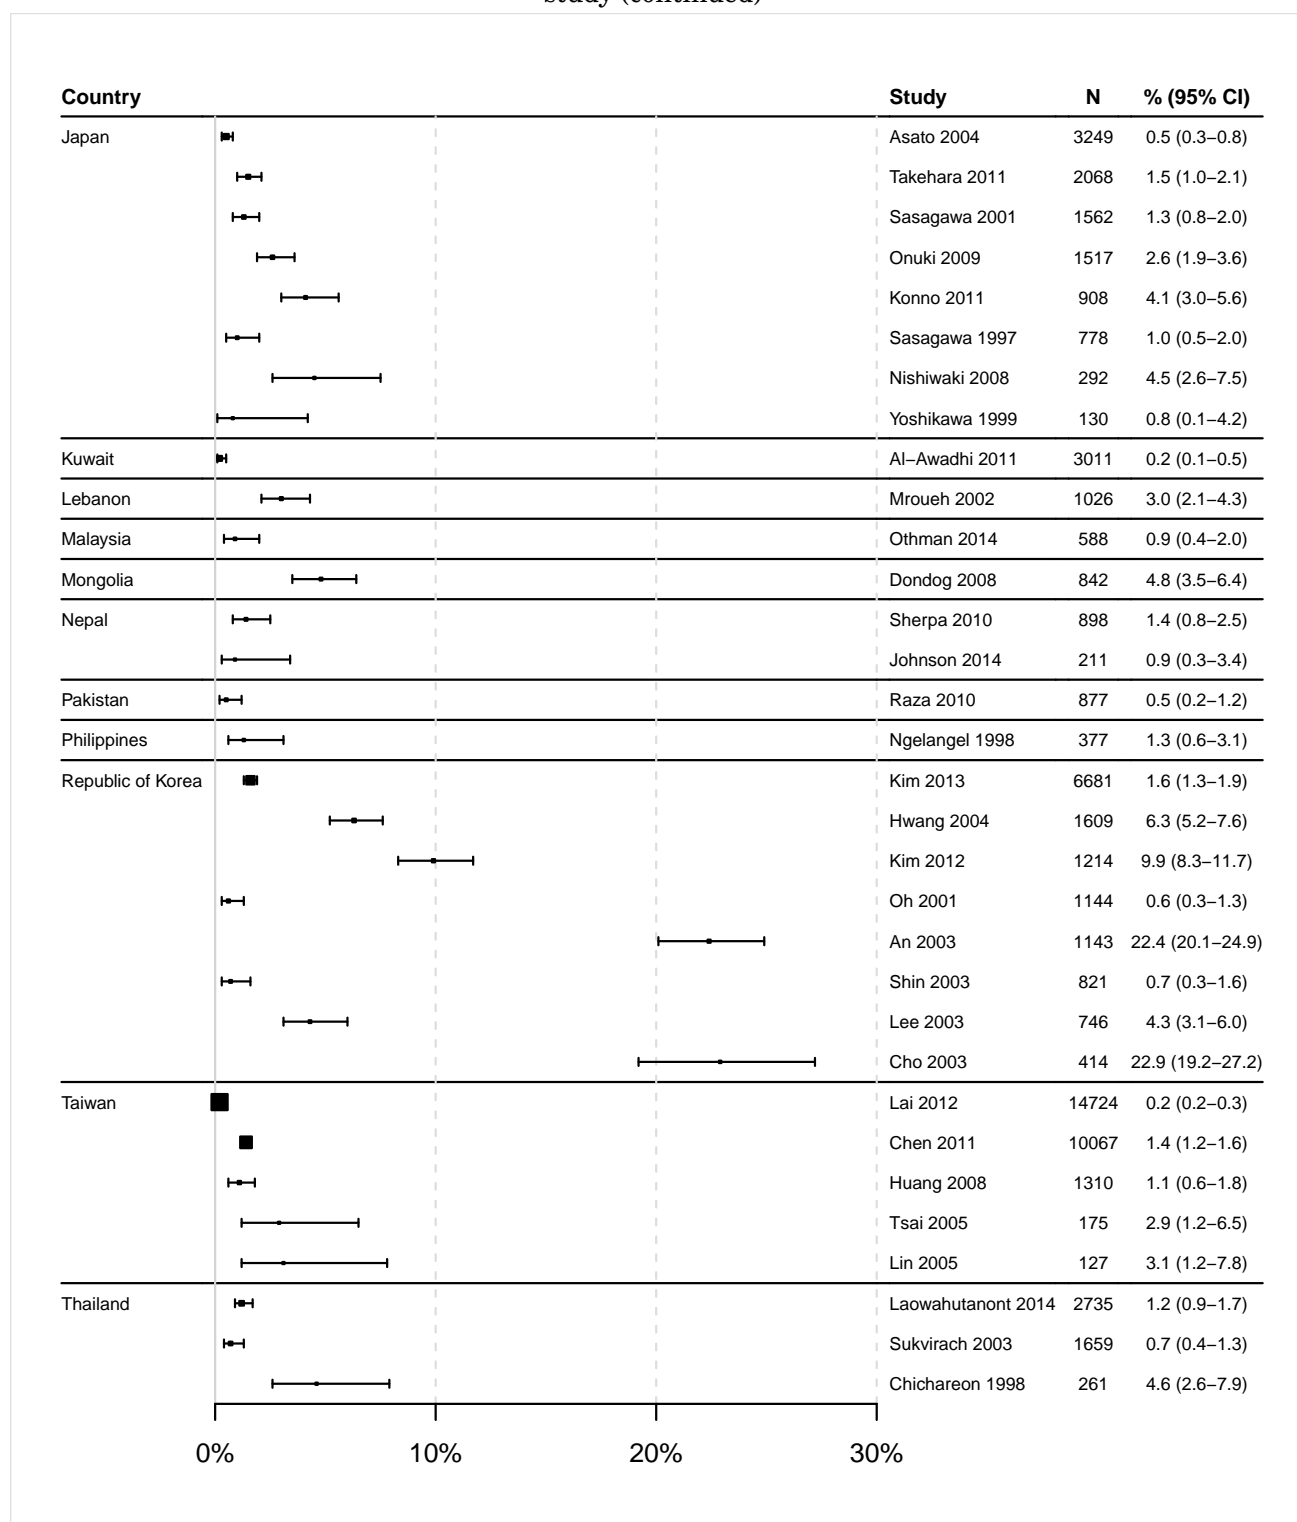 study (continued)
Country Study N % (95% CI)
Japan Asato 2004 3249 0.5 (0.3–0.8)
Takehara 2011 2068 1.5 (1.0–2.1)
Sasagawa 2001 1562 1.3 (0.8–2.0)
Onuki 2009 1517 2.6 (1.9–3.6)
Konno 2011 908 4.1 (3.0–5.6)
Sasagawa 1997 778 1.0 (0.5–2.0)
Nishiwaki 2008 292 4.5 (2.6–7.5)
Yoshikawa 1999 130 0.8 (0.1–4.2)
Kuwait Al–Awadhi 2011 3011 0.2 (0.1–0.5)
Lebanon Mroueh 2002 1026 3.0 (2.1–4.3)
Malaysia Othman 2014 588 0.9 (0.4–2.0)
Mongolia Dondog 2008 842 4.8 (3.5–6.4)
Nepal Sherpa 2010 898 1.4 (0.8–2.5)
Johnson 2014 211 0.9 (0.3–3.4)
Pakistan Raza 2010 877 0.5 (0.2–1.2)
Philippines Ngelangel 1998 377 1.3 (0.6–3.1)
Republic of Korea Kim 2013 6681 1.6 (1.3–1.9)
Hwang 2004 1609 6.3 (5.2–7.6)
Kim 2012 1214 9.9 (8.3–11.7)
Oh 2001 1144 0.6 (0.3–1.3)
An 2003 1143 22.4 (20.1–24.9)
Shin 2003 821 0.7 (0.3–1.6)
Lee 2003 746 4.3 (3.1–6.0)
Cho 2003 414 22.9 (19.2–27.2)
Taiwan Lai 2012 14724 0.2 (0.2–0.3)
Chen 2011 10067 1.4 (1.2–1.6)
Huang 2008 1310 1.1 (0.6–1.8)
Tsai 2005 175 2.9 (1.2–6.5)
Lin 2005 127 3.1 (1.2–7.8)
Thailand Laowahutanont 2014 2735 1.2 (0.9–1.7)
Sukvirach 2003 1659 0.7 (0.4–1.3)
Chichareon 1998 261 4.6 (2.6–7.9)
0% 10% 20% 30%